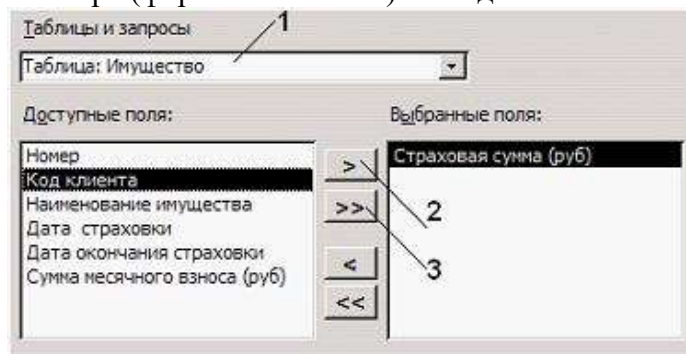 Таблицы и запросы
1
Таблица: Имущество
Доступные поля:
Выбранные поля:
Номер
Код клиента
Наименование имущества
Дата страховки
Дата окончания страховки
Сумма месячного взноса (руб)
>
>>
<
<<
Страховая сумма (руб)
2
3